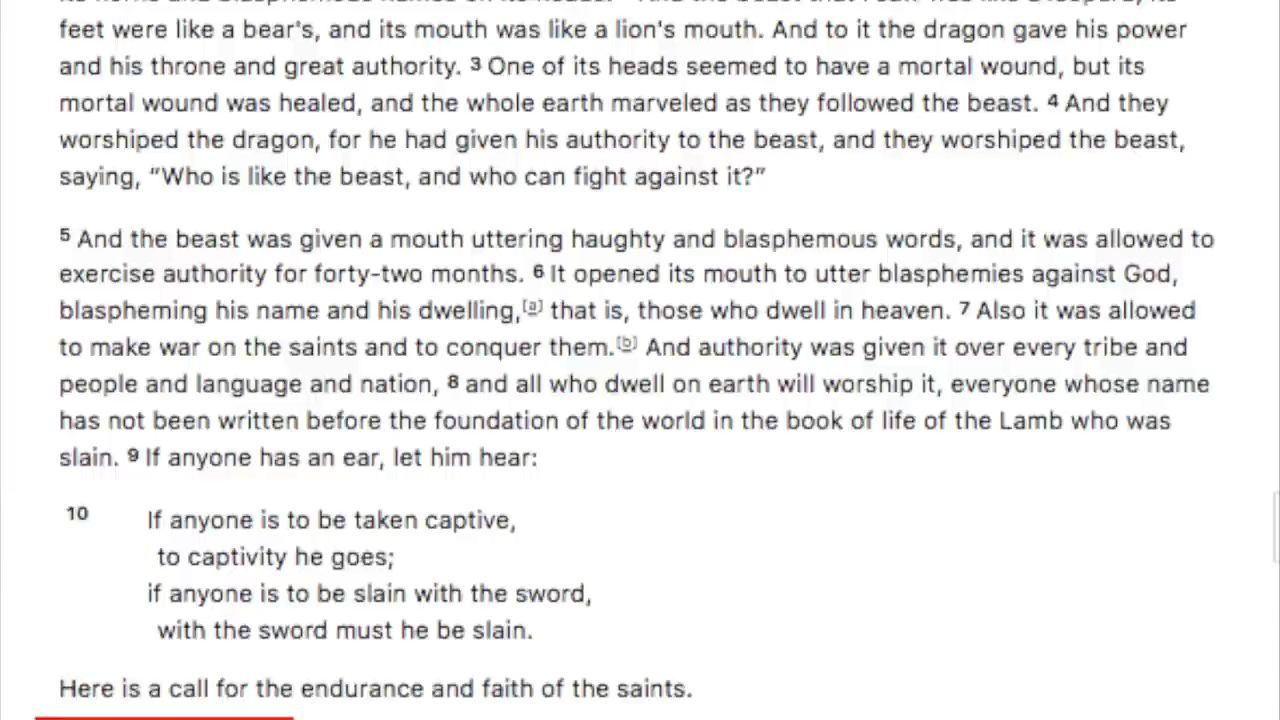 feet were like a bear's, and its mouth was like a lion's mouth. And to it the dragon gave his power
and his throne and great authority. 3 One of its heads seemed to have a mortal wound, but its
mortal wound was healed, and the whole earth marveled as they followed the beast. 4 And they
worshiped the dragon, for he had given his authority to the beast, and they worshiped the beast,
saying, “Who is like the beast, and who can fight against it?”
5 And the beast was given a mouth uttering haughty and blasphemous words, and it was allowed to
exercise authority for forty-two months. 6 It opened its mouth to utter blasphemies against God,
blaspheming his name and his dwelling,[a] that is, those who dwell in heaven. 7 Also it was allowed
to make war on the saints and to conquer them.[b] And authority was given it over every tribe and
people and language and nation, 8 and all who dwell on earth will worship it, everyone whose name
has not been written before the foundation of the world in the book of life of the Lamb who was
slain. 9 If anyone has an ear, let him hear:
10 If anyone is to be taken captive,
to captivity he goes;
if anyone is to be slain with the sword,
with the sword must he be slain.
Here is a call for the endurance and faith of the saints.